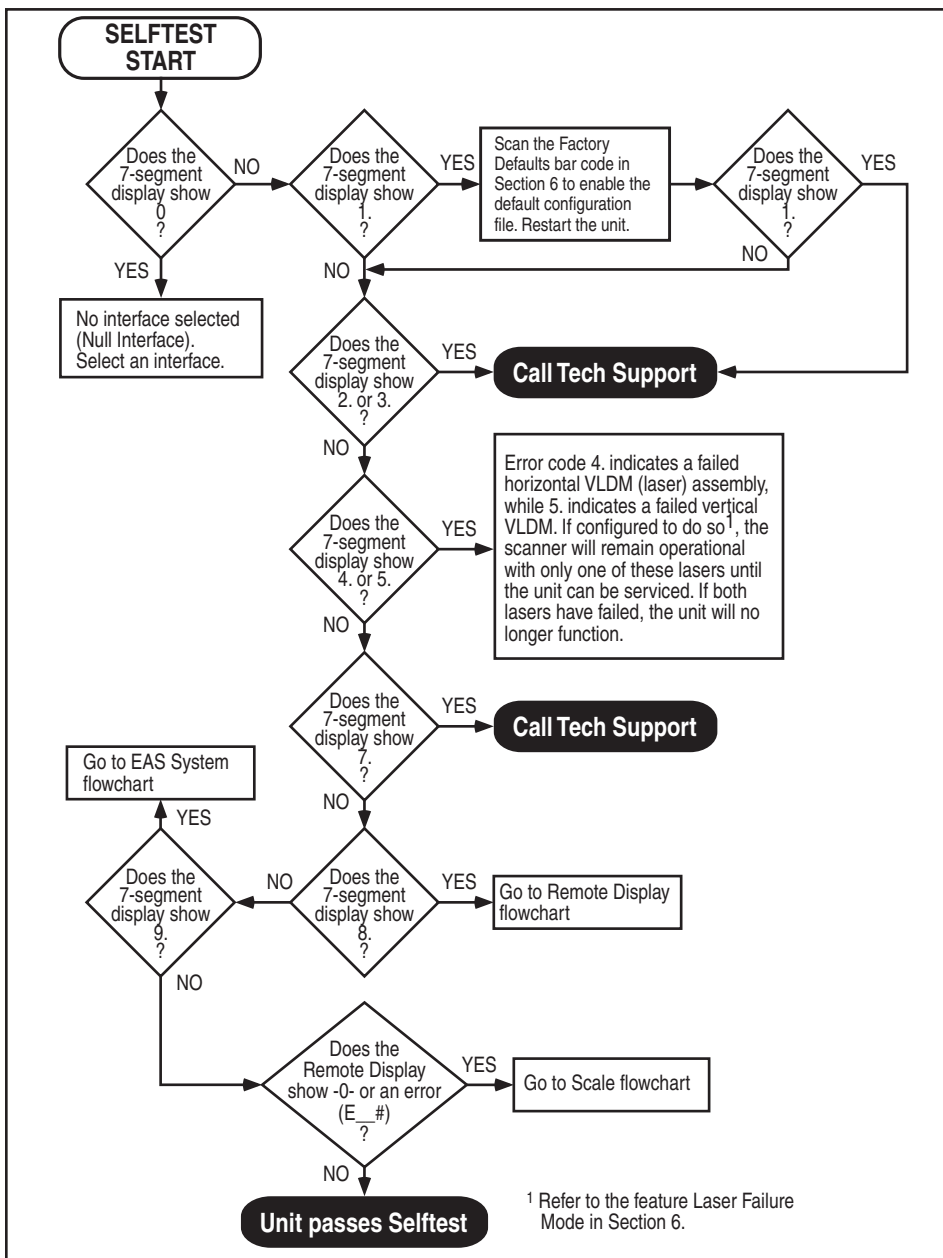 SELFTEST
START
Does the
7-segment
display show
0
?
NO
YES
No interface selected
(Null Interface).
Select an interface.
Does the
7-segment
display show
1.
?
YES
NO
Scan the Factory
Defaults bar code in
Section 6 to enable the
default configuration
file. Restart the unit.
Does the
7-segment
display show
1.
?
YES
NO
Does the
7-segment
display show
2. or 3.
?
YES
Call Tech Support
NO
Does the
7-segment
display show
4. or 5.
?
YES
Error code 4. indicates a failed
horizontal VLDM (laser) assembly,
while 5. indicates a failed vertical
VLDM. If configured to do so1, the
scanner will remain operational
with only one of these lasers until
the unit can be serviced. If both
lasers have failed, the unit will no
longer function.
NO
Does the
7-segment
display show
7.
?
YES
Call Tech Support
NO
Does the
7-segment
display show
8.
?
YES
Go to Remote Display
flowchart
NO
Does the
7-segment
display show
9.
?
YES
Go to EAS System
flowchart
NO
Does the
Remote Display
show -0- or an error
(E__#)
?
YES
Go to Scale flowchart
NO
Unit passes Selftest
1 Refer to the feature Laser Failure
Mode in Section 6.